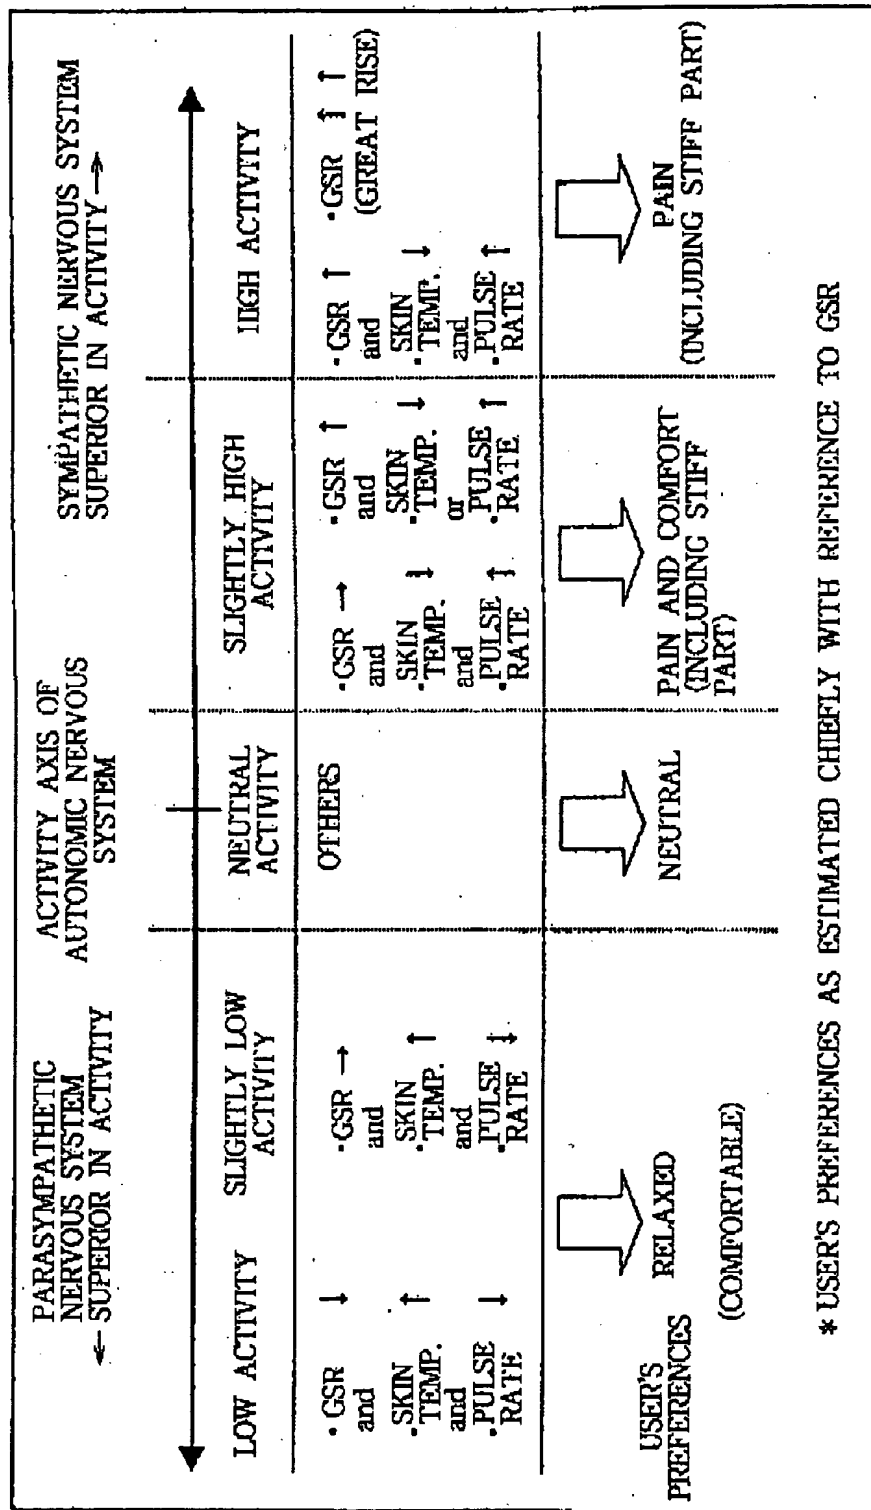 PARASYMPATHETIC
NERVOUS SYSTEM
← SUPERIOR IN ACTIVITY
ACTIVITY AXIS OF
AUTONOMIC NERVOUS
SYSTEM
SYMPATHETIC NERVOUS SYSTEM
SUPERIOR IN ACTIVITY →
LOW ACTIVITY
SLIGHTLY LOW
ACTIVITY
NEUTRAL
ACTIVITY
SLIGHTLY HIGH
ACTIVITY
HIGH ACTIVITY
・GSR ↓
and
・SKIN ↑
TEMP.
and
・PULSE ↓
RATE
・GSR →
and
・SKIN ↑
TEMP.
and
・PULSE ↓
RATE
OTHERS
・GSR →
and
・SKIN ↓
TEMP.
and
・PULSE ↑
RATE
・GSR ↑
and
・SKIN ↓
TEMP.
or
・PULSE ↑
RATE
・GSR ↑
and
・SKIN ↓
TEMP.
and
・PULSE ↑
RATE
・GSR ↑ ↑
(GREAT RISE)
USER'S
PREFERENCES
RELAXED
(COMFORTABLE)
NEUTRAL
PAIN AND COMFORT
(INCLUDING STIFF
PART)
PAIN
(INCLUDING STIFF PART)
*USER'S PREFERENCES AS ESTIMATED CHIEFLY WITH REFERENCE TO GSR